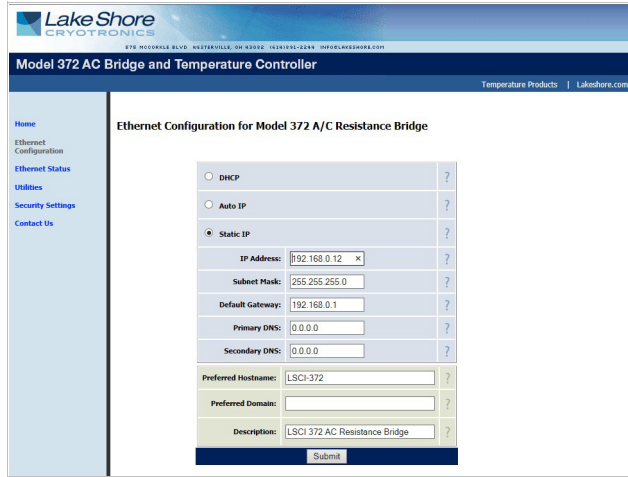 LakeShore
CRYOTRONICS
575 MCCORKLE BLVD WESTERVILLE, OH 43082 (614)891-2244 INFO@LAKESHORE.COM
Model 372 AC Bridge and Temperature Controller
Temperature Products | Lakeshore.com
Home
Ethernet
Configuration
Ethernet Status
Utilities
Security Settings
Contact Us
Ethernet Configuration for Model 372 A/C Resistance Bridge
DHCP ?
Auto IP ?
Static IP ?
IP Address: 192.168.0.12 × ?
Subnet Mask: 255.255.255.0 ?
Default Gateway: 192.168.0.1 ?
Primary DNS: 0.0.0.0 ?
Secondary DNS: 0.0.0.0 ?
Preferred Hostname: LSCI-372 ?
Preferred Domain: ?
Description: LSCI 372 AC Resistance Bridge ?
Submit